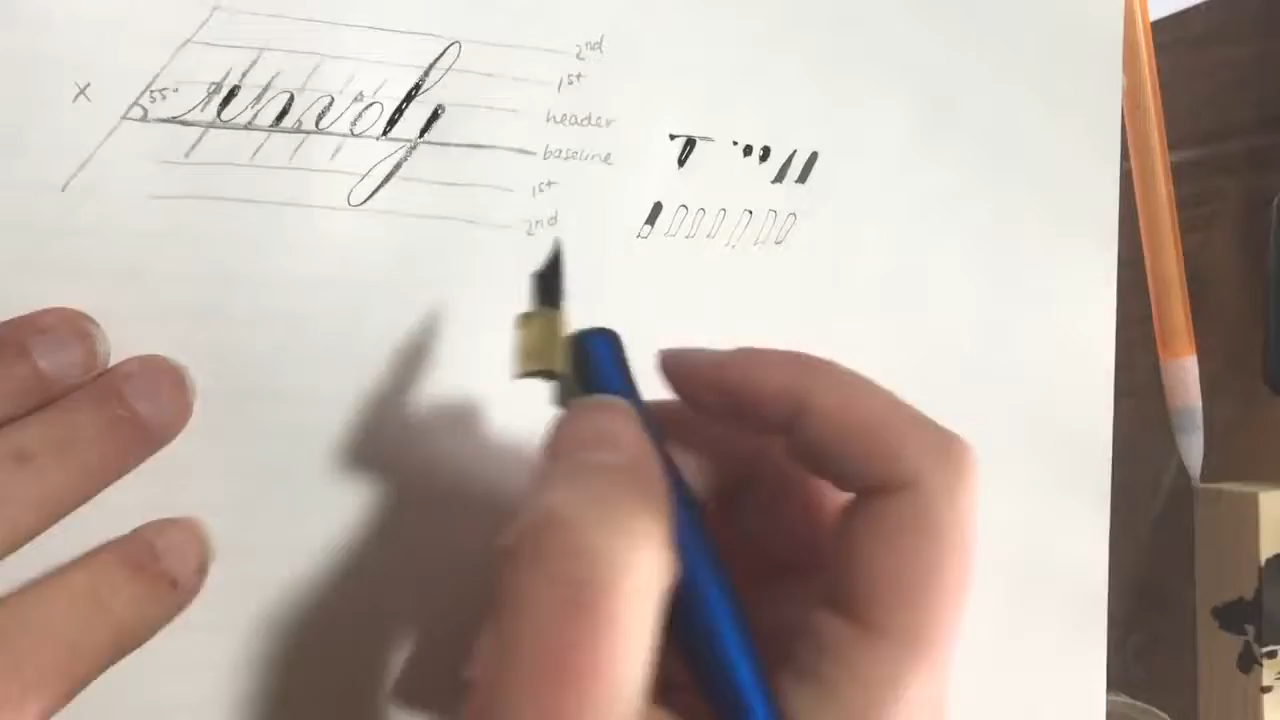 2nd
1st
x 55° header
baseline
1st
2nd